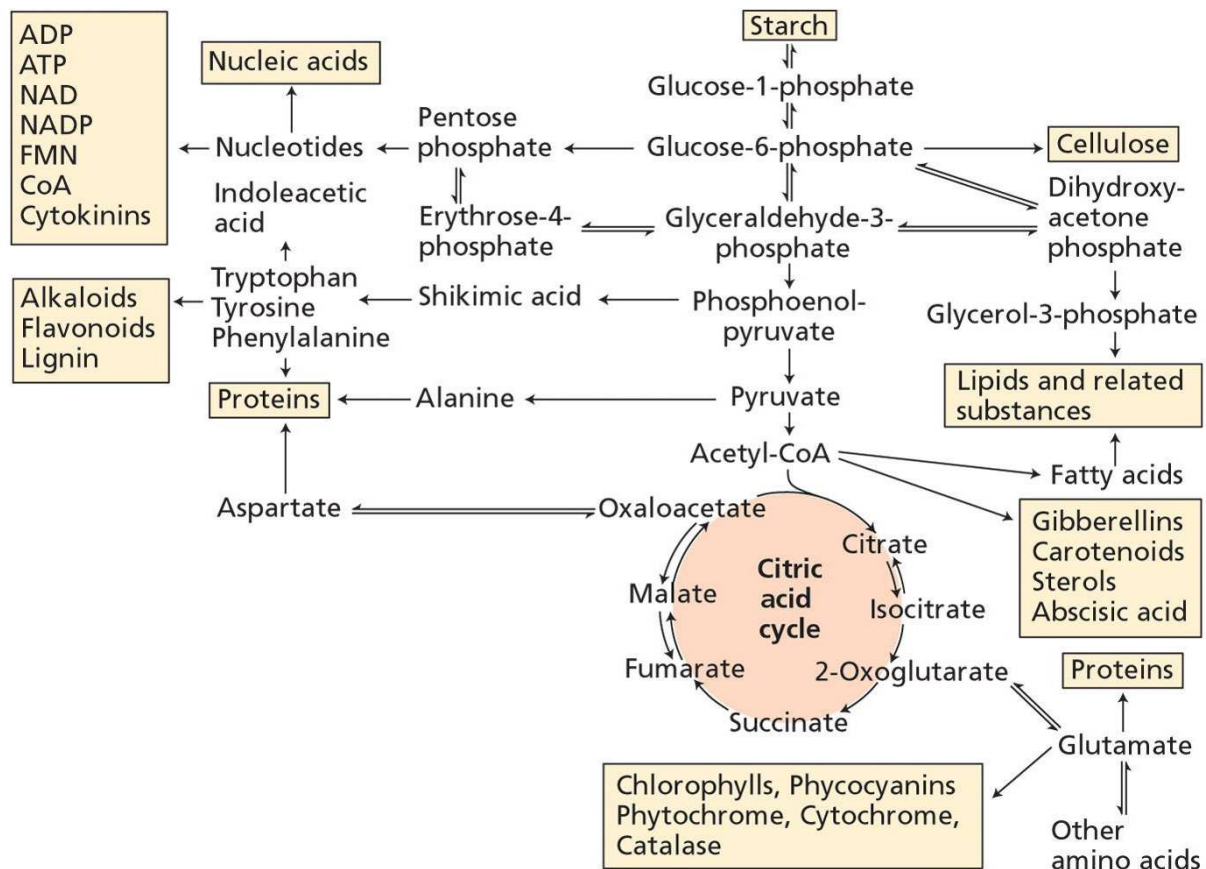 ADP
ATP
NAD
NADP
FMN
CoA
Cytokinins
Nucleic acids
Starch
Glucose-1-phosphate
Nucleotides
Pentose
phosphate
Glucose-6-phosphate
Cellulose
Indoleacetic
acid
Erythrose-4-
phosphate
Glyceraldehyde-3-
phosphate
Dihydroxy-
acetone
phosphate
Alkaloids
Flavonoids
Lignin
Tryptophan
Tyrosine
Phenylalanine
Shikimic acid
Phosphoenol-
pyruvate
Glycerol-3-phosphate
Proteins
Alanine
Pyruvate
Lipids and related
substances
Acetyl-CoA
Fatty acids
Aspartate
Oxaloacetate
Gibberellins
Carotenoids
Sterols
Abscisic acid
Citrate
Citric
acid
cycle
Malate
Isocitrate
Fumarate
2-Oxoglutarate
Succinate
Proteins
Glutamate
Chlorophylls, Phycocyanins
Phytochrome, Cytochrome,
Catalase
Other
amino acids